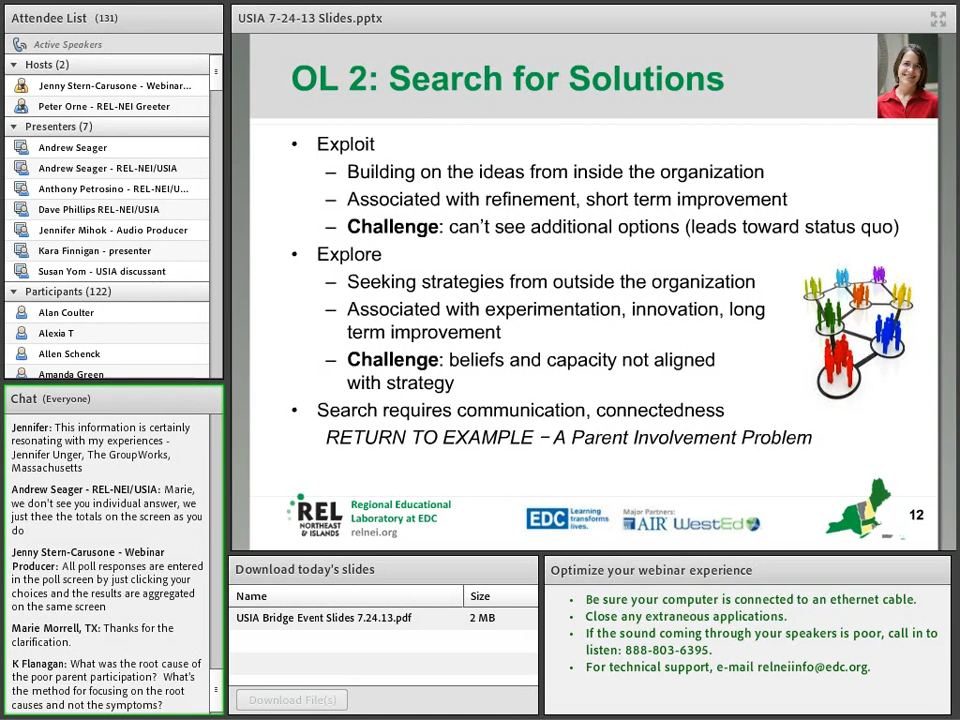 Attendee List (131)
Active Speakers
Hosts (2)
Jenny Stern-Carusone - Webinar...
Peter Orne - REL-NEI Greeter
Presenters (7)
Andrew Seager
Andrew Seager - REL-NEI/USIA
Anthony Petrosino - REL-NEI/U...
Dave Phillips REL-NEI/USIA
Jennifer Mihok - Audio Producer
Kara Finnigan - presenter
Susan Yom - USIA discussant
Participants (122)
Alan Coulter
Alexia T
Allen Schenck
Amanda Green
Chat (Everyone)
Jennifer: This information is certainly
resonating with my experiences -
Jennifer Unger, The GroupWorks,
Massachusetts
Andrew Seager - REL-NEI/USIA: Marie,
we don't see you individual answer, we
just thee the totals on the screen as you
do
Jenny Stern-Carusone - Webinar
Producer: All poll responses are entered
in the poll screen by just clicking your
choices and the results are aggregated
on the same screen
Marie Morrell, TX: Thanks for the
clarification.
K Flanagan: What was the root cause of
the poor parent participation? What's
the method for focusing on the root
causes and not the symptoms?
USIA 7-24-13 Slides.pptx
OL 2: Search for Solutions
• Exploit
– Building on the ideas from inside the organization
– Associated with refinement, short term improvement
– Challenge: can't see additional options (leads toward status quo)
• Explore
– Seeking strategies from outside the organization
– Associated with experimentation, innovation, long
term improvement
– Challenge: beliefs and capacity not aligned
with strategy
• Search requires communication, connectedness
RETURN TO EXAMPLE – A Parent Involvement Problem
REL
NORTHEAST
& ISLANDS
Regional Educational
Laboratory at EDC
relnei.org
EDC Learning
transforms
lives.
Major Partners:
AIR WestEd
12
Download today's slides
Name Size
USIA Bridge Event Slides 7.24.13.pdf 2 MB
Download File(s)
Optimize your webinar experience
• Be sure your computer is connected to an ethernet cable.
• Close any extraneous applications.
• If the sound coming through your speakers is poor, call in to
listen: 888-803-6395.
• For technical support, e-mail relneiinfo@edc.org.